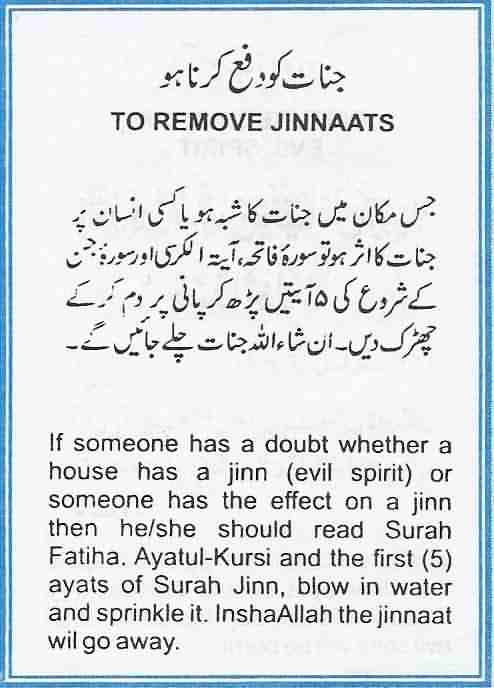 جنات کو دفع کرنا ہو
TO REMOVE JINNAATS
جس مکان میں جنات کا شبہ ہو یا کسی انسان پر
جنات کا اثر ہو تو سورۂ فاتحہ، آیۃ الکرسی اور سورۂ جن
کے شروع کی ۵ آیتیں پڑھ کر پانی پر دم کر کے
چھڑک دیں۔ ان شاء اللہ جنات چلے جائیں گے۔
If someone has a doubt whether a
house has a jinn (evil spirit) or
someone has the effect on a jinn
then he/she should read Surah
Fatiha. Ayatul-Kursi and the first (5)
ayats of Surah Jinn, blow in water
and sprinkle it. InshaAllah the jinnaat
wil go away.